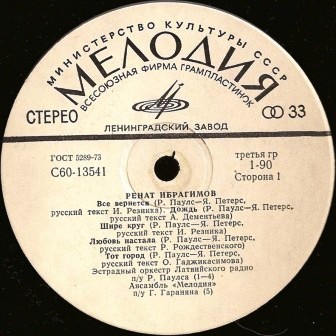 МИНИСТЕРСТВО КУЛЬТУРЫ СССР
МЕЛОДИЯ
ВСЕСОЮЗНАЯ ФИРМА ГРАМПЛАСТИНОК
СТЕРЕО
33
ЛЕНИНГРАДСКИЙ ЗАВОД
ГОСТ 5289-73
третья гр
С60-13541
1-90
Сторона 1
РЕНАТ ИБРАГИМОВ
Все вернется (Р. Паулс—Я. Петерс,
русский текст И. Резника). Дождь (Р. Паулс—Я. Петерс,
русский текст А. Дементьева)
Шире круг (Р. Паулс—Я. Петерс,
русский текст И. Резника)
Любовь настала (Р. Паулс—Я. Петерс,
русский текст Р. Рождественского)
Тот город (Р. Паулс—Я. Петерс,
русский текст О. Гаджикасимова)
Эстрадный оркестр Латвийского радио
п/у Р. Паулса (1—4)
Ансамбль «Мелодия»
п/у Г. Гараняна (5)